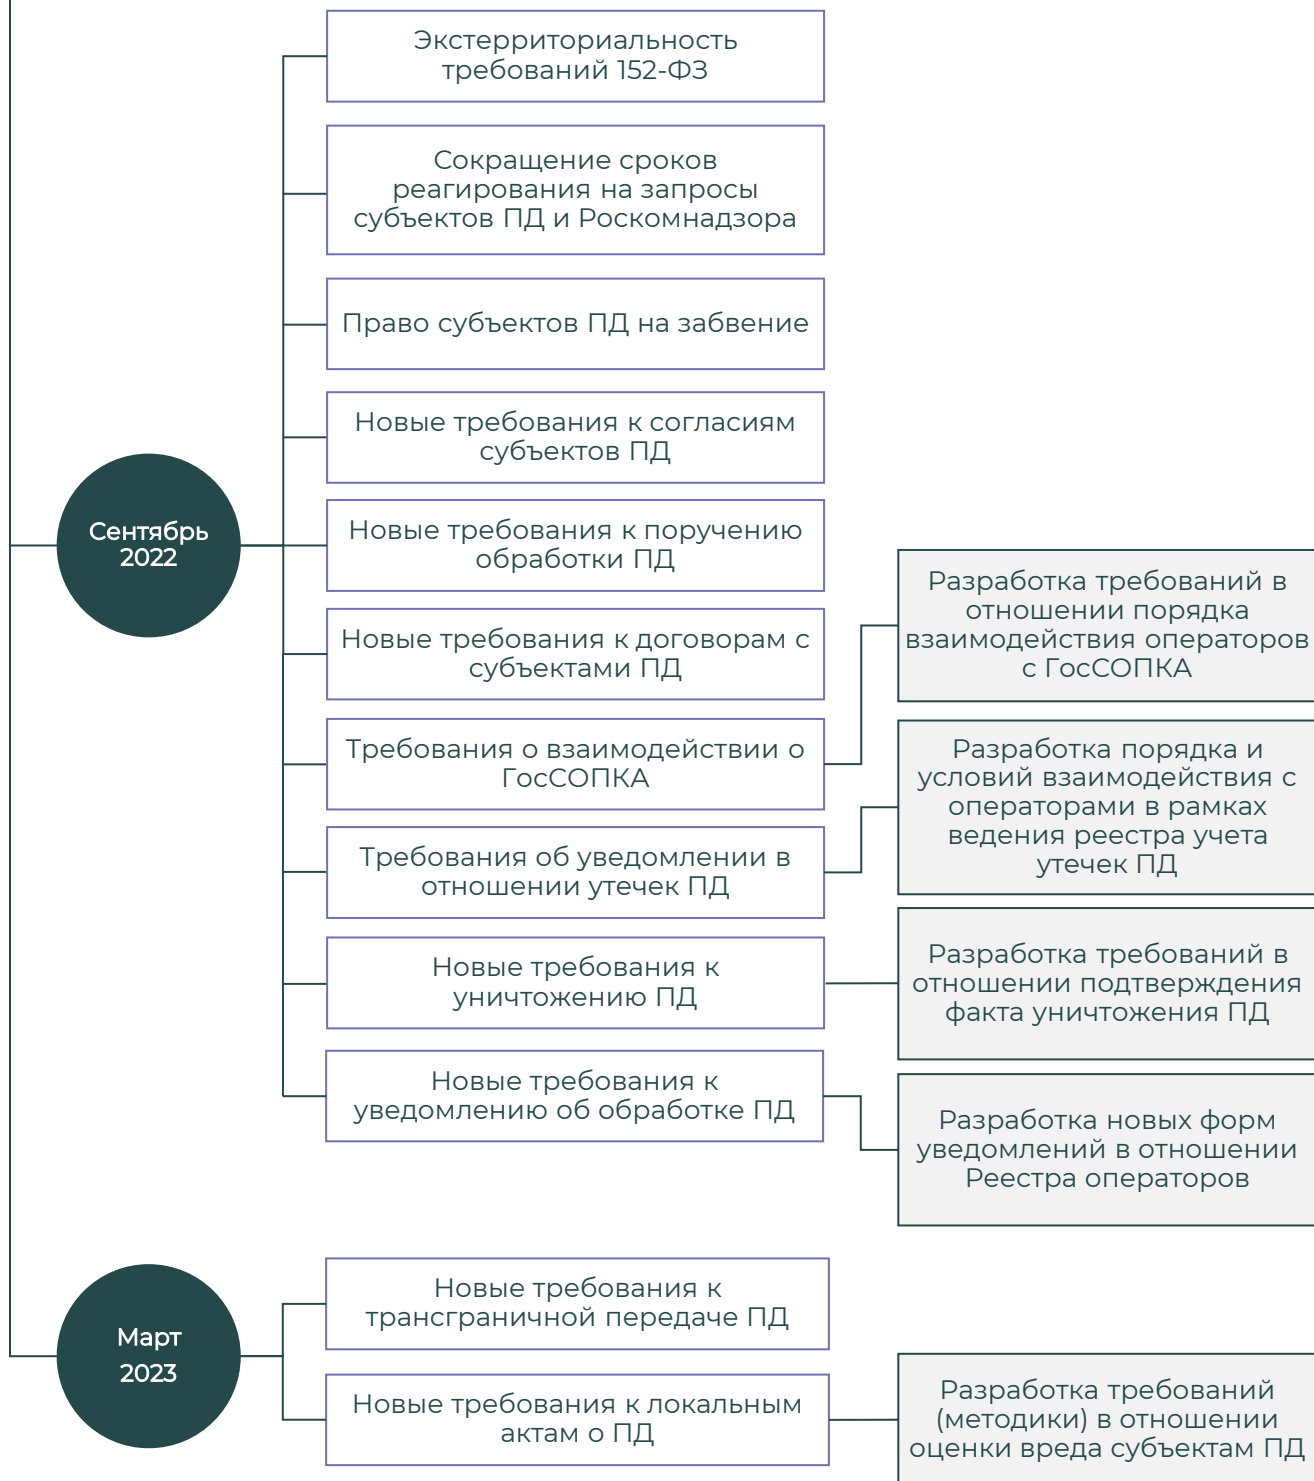 Экстерриториальность
требований 152-ФЗ
Сокращение сроков
реагирования на запросы
субъектов ПД и Роскомнадзора
Право субъектов ПД на забвение
Новые требования к согласиям
субъектов ПД
Сентябрь
2022
Новые требования к поручению
обработки ПД
Новые требования к договорам с
субъектами ПД
Требования о взаимодействии о
ГосСОПКА
Разработка требований в
отношении порядка
взаимодействия операторов
с ГосСОПКА
Требования об уведомлении в
отношении утечек ПД
Разработка порядка и
условий взаимодействия с
операторами в рамках
ведения реестра учета
утечек ПД
Новые требования к
уничтожению ПД
Разработка требований в
отношении подтверждения
факта уничтожения ПД
Новые требования к
уведомлению об обработке ПД
Разработка новых форм
уведомлений в отношении
Реестра операторов
Март
2023
Новые требования к
трансграничной передаче ПД
Новые требования к локальным
актам о ПД
Разработка требований
(методики) в отношении
оценки вреда субъектам ПД